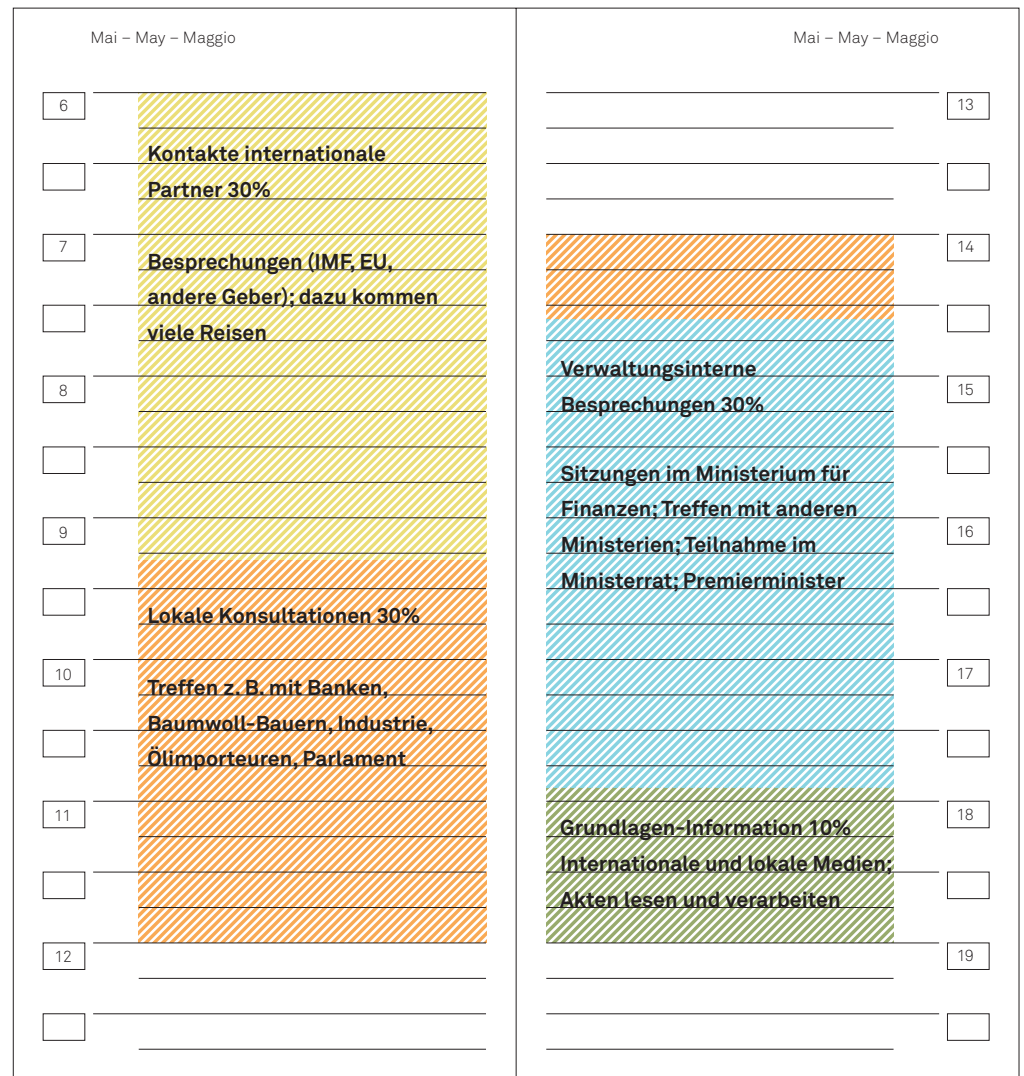 Mai – May – Maggio
6
Kontakte internationale
Partner 30%
7
Besprechungen (IMF, EU,
andere Geber); dazu kommen
viele Reisen
8
9
Lokale Konsultationen 30%
10
Treffen z. B. mit Banken,
Baumwoll-Bauern, Industrie,
Ölimporteuren, Parlament
11
12
Mai – May – Maggio
13
14
Verwaltungsinterne
15
Besprechungen 30%
Sitzungen im Ministerium für
Finanzen; Treffen mit anderen
16
Ministerien; Teilnahme im
Ministerrat; Premierminister
17
18
Grundlagen-Information 10%
Internationale und lokale Medien;
Akten lesen und verarbeiten
19